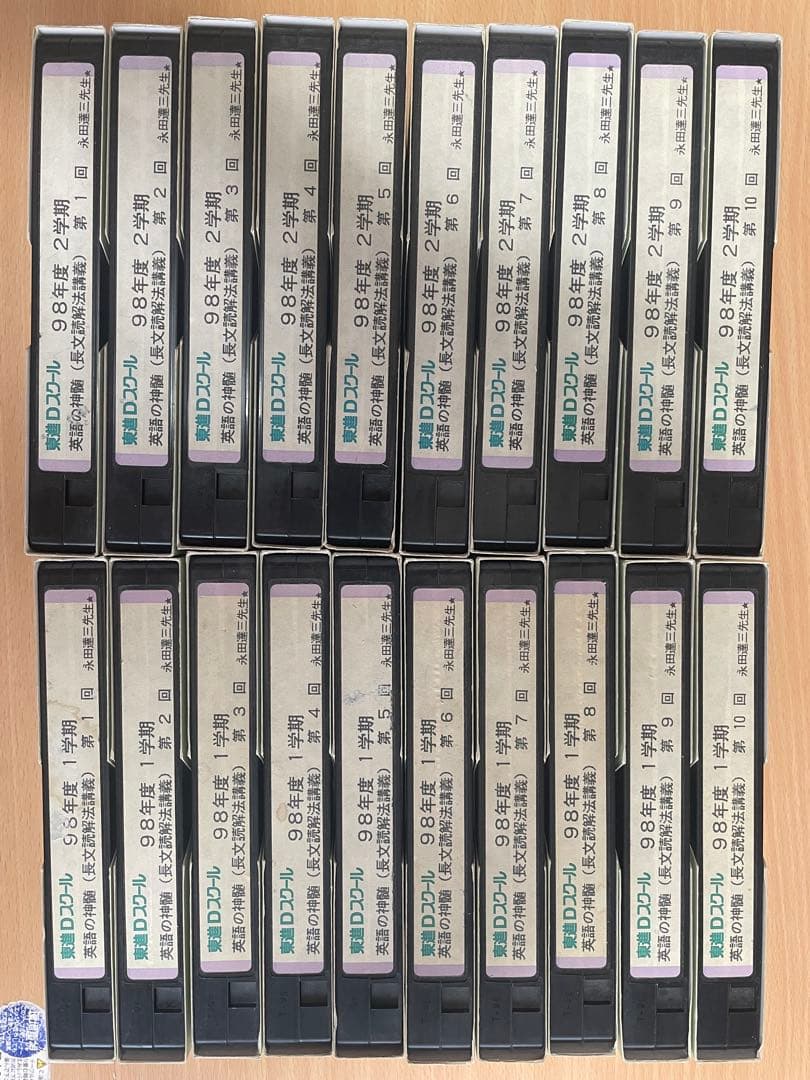 東進Dスクール 98年度 2学期
英語の神髄(長文読解法講義) 第 1 回 永田達三先生★
東進Dスクール 98年度 2学期
英語の神髄(長文読解法講義) 第 2 回 永田達三先生★
東進Dスクール 98年度 2学期
英語の神髄(長文読解法講義) 第 3 回 永田達三先生★
東進Dスクール 98年度 2学期
英語の神髄(長文読解法講義) 第 4 回 永田達三先生★
東進Dスクール 98年度 2学期
英語の神髄(長文読解法講義) 第 5 回 永田達三先生★
東進Dスクール 98年度 2学期
英語の神髄(長文読解法講義) 第 6 回 永田達三先生★
東進Dスクール 98年度 2学期
英語の神髄(長文読解法講義) 第 7 回 永田達三先生★
東進Dスクール 98年度 2学期
英語の神髄(長文読解法講義) 第 8 回 永田達三先生★
東進Dスクール 98年度 2学期
英語の神髄(長文読解法講義) 第 9 回 永田達三先生★
東進Dスクール 98年度 2学期
英語の神髄(長文読解法講義) 第 10 回 永田達三先生★
東進Dスクール 98年度 1学期
英語の神髄(長文読解法講義) 第 1 回 永田達三先生★
東進Dスクール 98年度 1学期
英語の神髄(長文読解法講義) 第 2 回 永田達三先生★
東進Dスクール 98年度 1学期
英語の神髄(長文読解法講義) 第 3 回 永田達三先生★
東進Dスクール 98年度 1学期
英語の神髄(長文読解法講義) 第 4 回 永田達三先生★
東進Dスクール 98年度 1学期
英語の神髄(長文読解法講義) 第 5 回 永田達三先生★
東進Dスクール 98年度 1学期
英語の神髄(長文読解法講義) 第 6 回 永田達三先生★
東進Dスクール 98年度 1学期
英語の神髄(長文読解法講義) 第 7 回 永田達三先生★
東進Dスクール 98年度 1学期
英語の神髄(長文読解法講義) 第 8 回 永田達三先生★
東進Dスクール 98年度 1学期
英語の神髄(長文読解法講義) 第 9 回 永田達三先生★
東進Dスクール 98年度 1学期
英語の神髄(長文読解法講義) 第 10 回 永田達三先生★